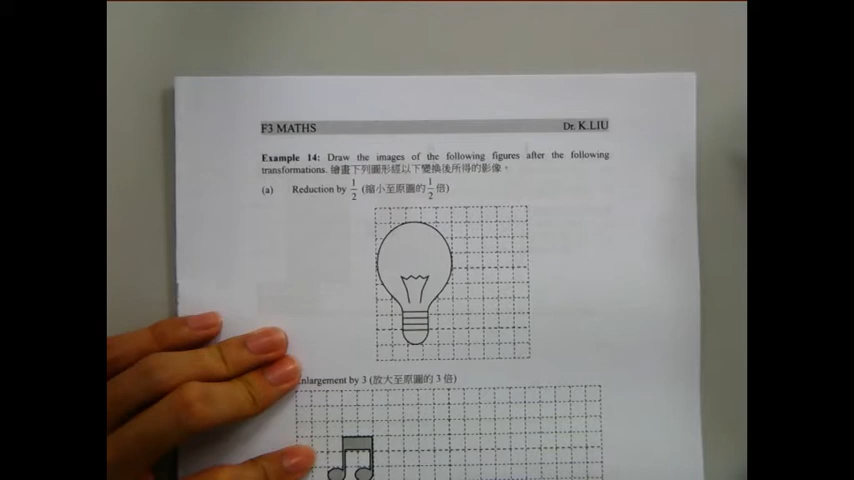 F3 MATHS Dr. K.LIU
Example 14: Draw the images of the following figures after the following
transformations. 繪畫下列圖形經以下變換後所得的影像。
(a) Reduction by 1/2 (縮小至原圖的 1/2 倍)
nlargement by 3 (放大至原圖的 3 倍)